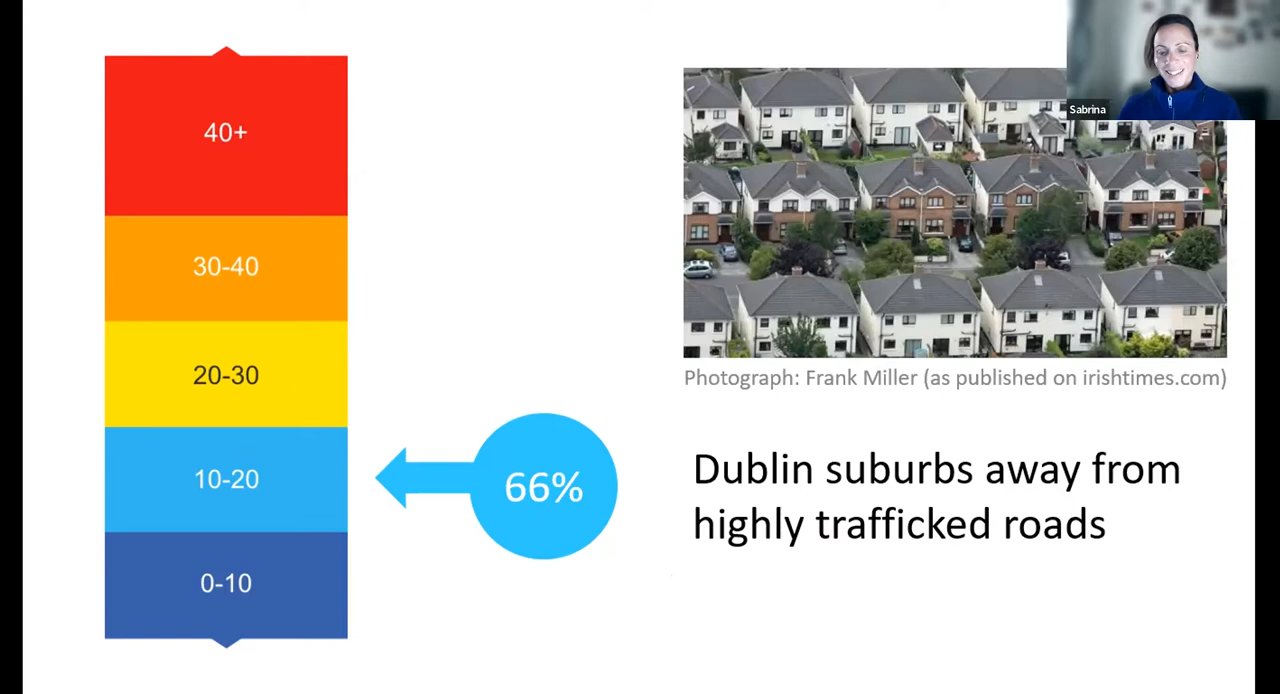 40+
30-40
20-30
10-20
0-10
66%
Sabrina
Photograph: Frank Miller (as published on irishtimes.com)
Dublin suburbs away from
highly trafficked roads